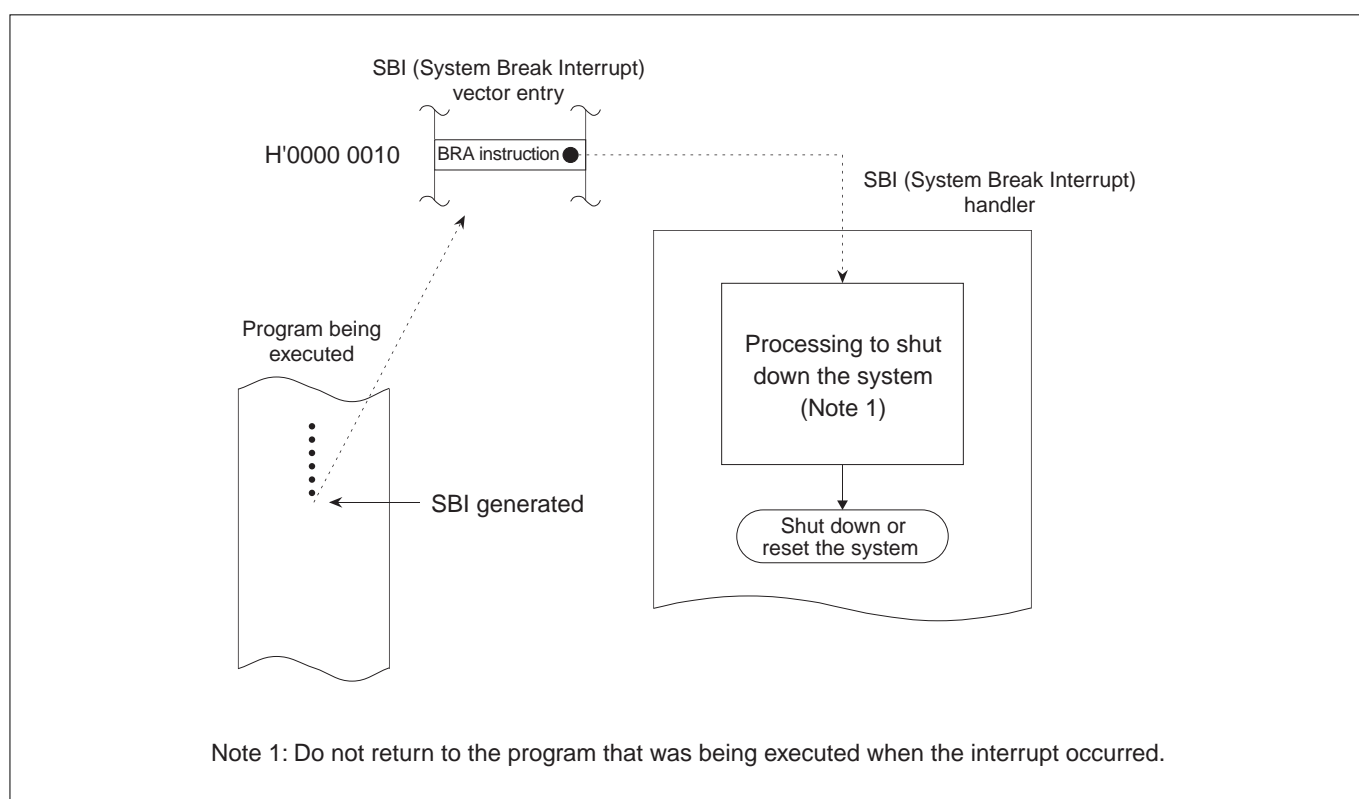 SBI (System Break Interrupt)
vector entry
H'0000 0010
BRA instruction
SBI (System Break Interrupt)
handler
Program being
executed
Processing to shut
down the system
(Note 1)
SBI generated
Shut down or
reset the system
Note 1: Do not return to the program that was being executed when the interrupt occurred.